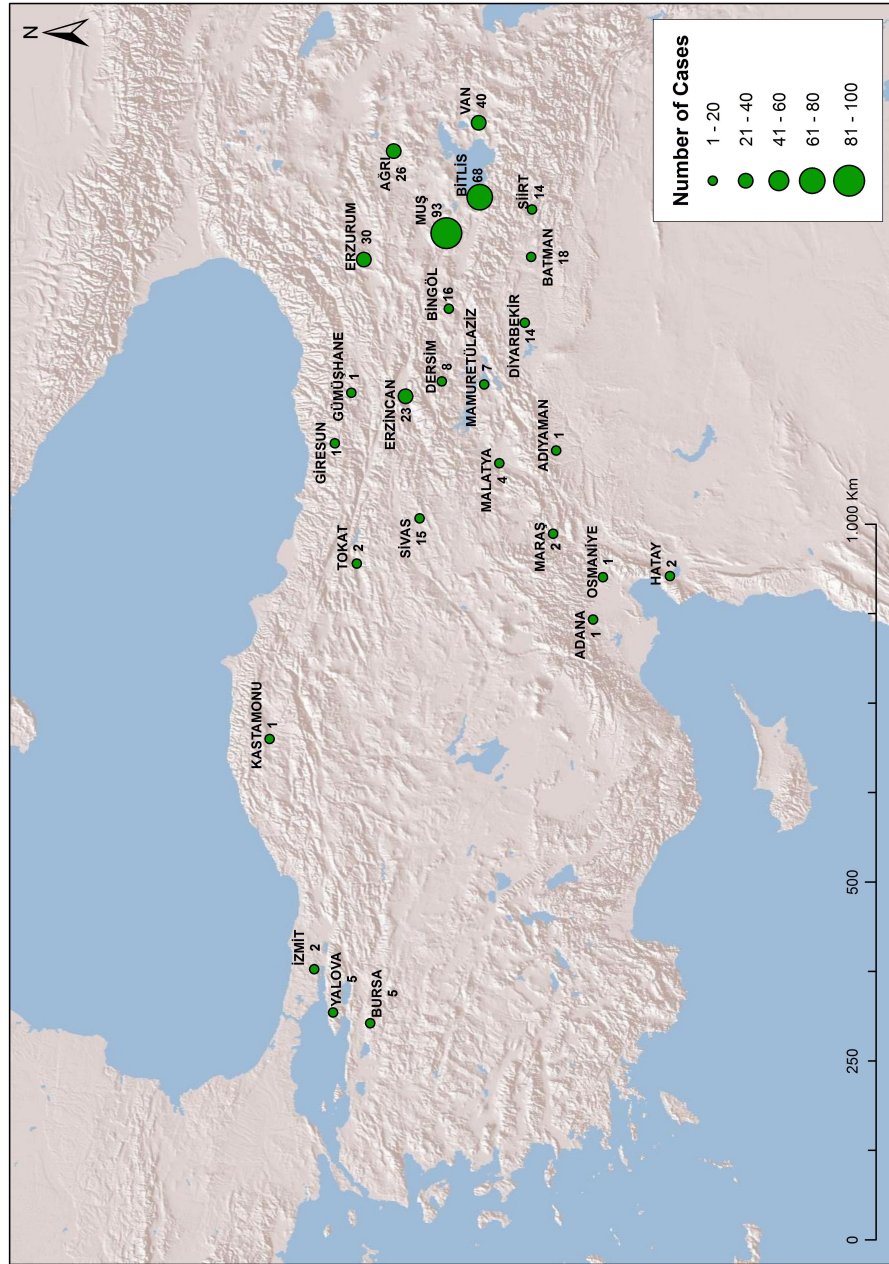 N
KASTAMONU
1
İZMİT
2
YALOVA
5
BURSA
5
TOKAT
2
GİRESUN
1
GÜMÜŞHANE
1
SİVAS
15
ERZİNCAN
23
ERZURUM
30
AĞRI
26
DERSİM
8
BİNGÖL
16
MUŞ
93
BİTLİS
68
VAN
40
MALATYA
4
MAMURETÜLAZİZ
7
DİYARBEKİR
14
BATMAN
18
SİİRT
14
ADIYAMAN
1
MARAŞ
2
ADANA
1
OSMANİYE
1
HATAY
2
0
250
500
1.000 Km
Number of Cases
1 - 20
21 - 40
41 - 60
61 - 80
81 - 100